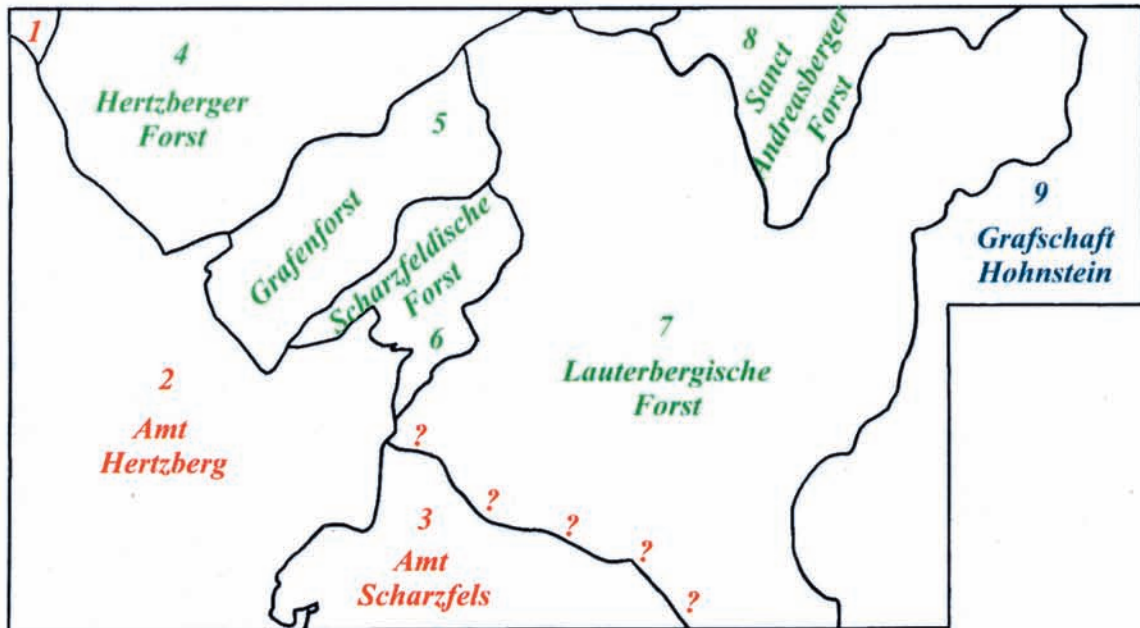 1
4
Hertzberger
Forst
5
Grafenforst
Scharzfeldische
Forst
6
8
Sanct
Andreasberger
Forst
9
Grafschaft
Hohnstein
7
Lauterbergische
Forst
2
Amt
Hertzberg
3
Amt
Scharzfels
?
?
?
?
?